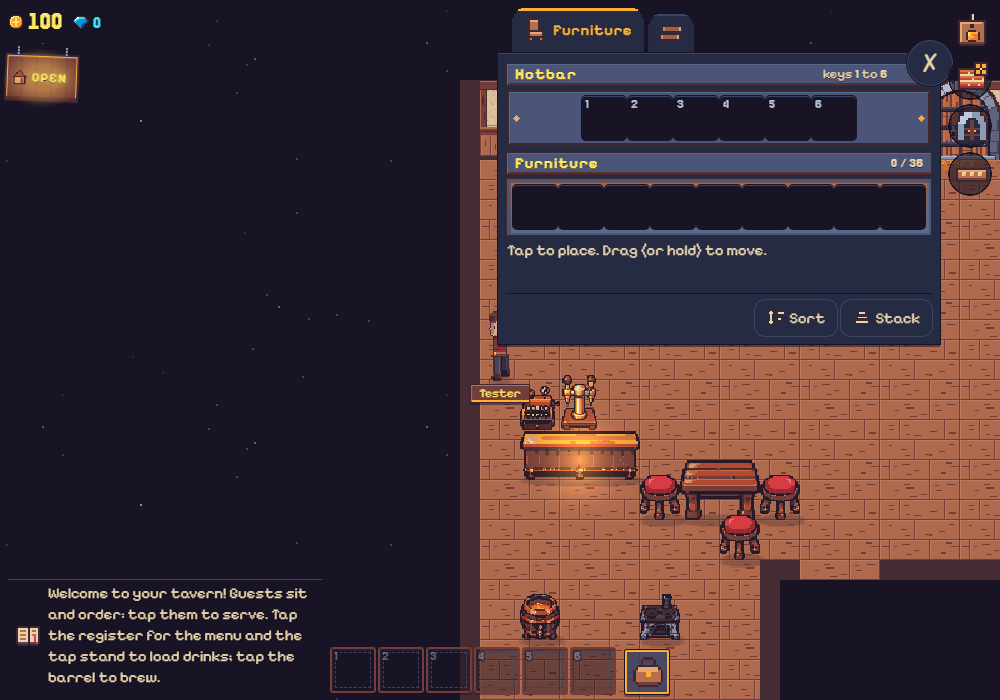 100 0
OPEN
Furniture
Hotbar keys 1 to 6
1 2 3 4 5 6
Furniture 0 / 36
Tap to place. Drag (or hold) to move.
Sort Stack
X
Tester
Welcome to your tavern! Guests sit
and order: tap them to serve. Tap
the register for the menu and the
tap stand to load drinks; tap the
barrel to brew.
1 2 3 4 5 6